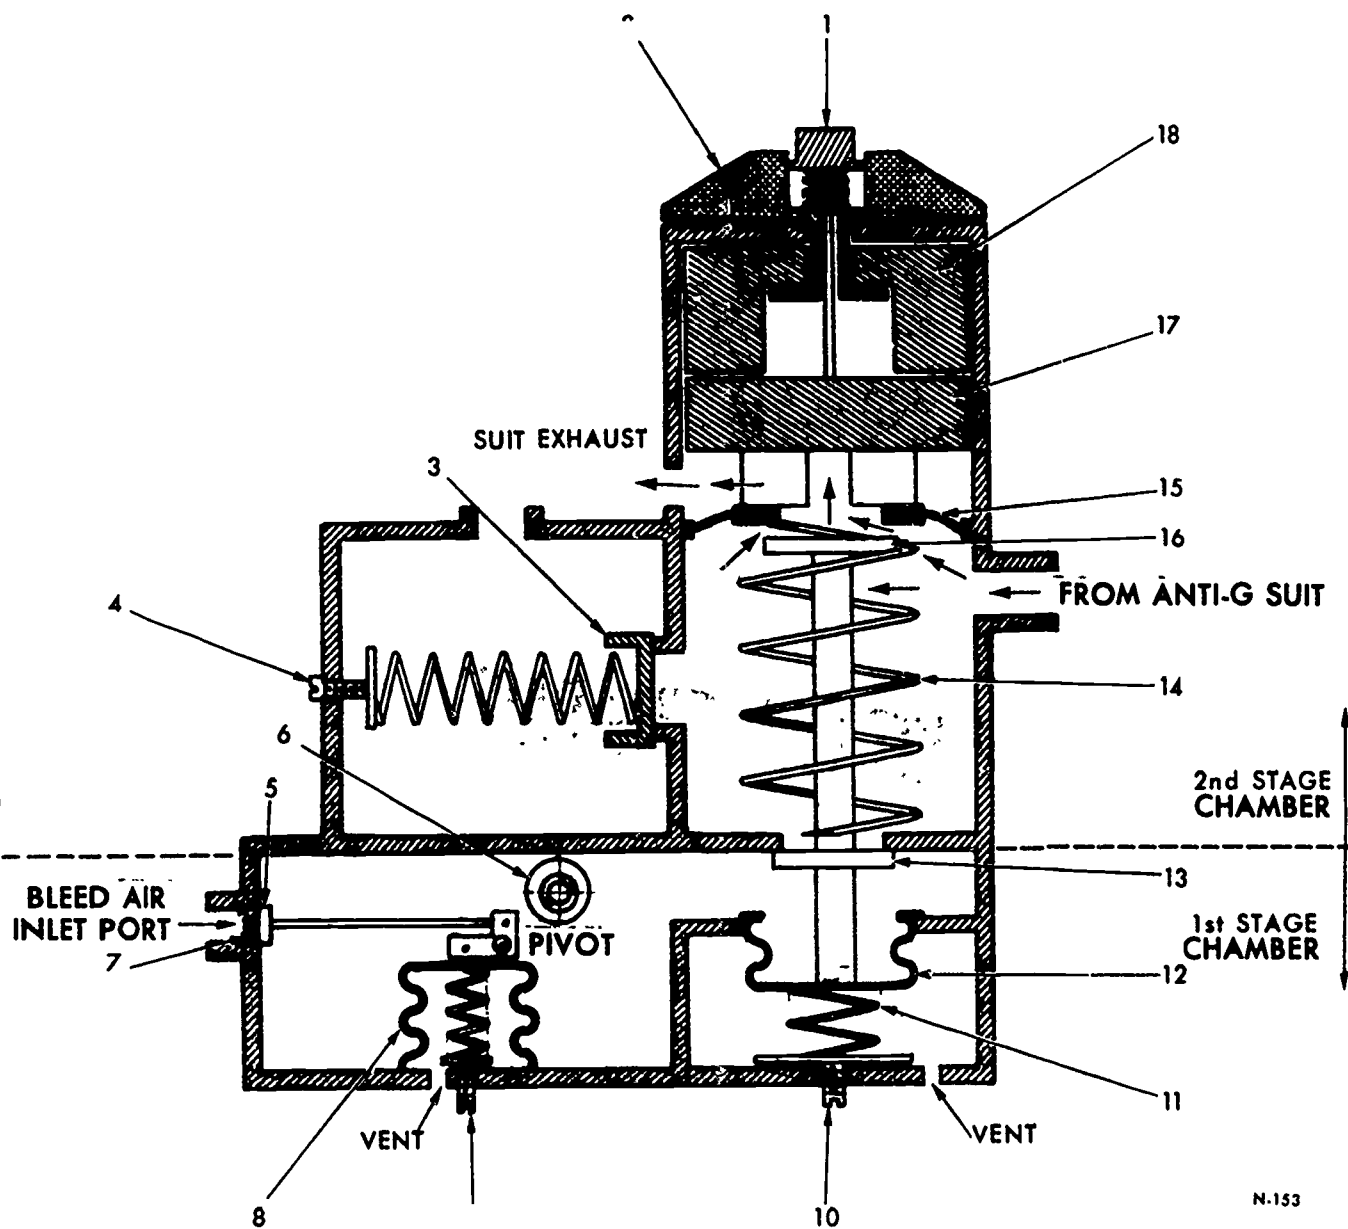 1
18
17
SUIT EXHAUST
3
15
16
FROM ANTI-G SUIT
4
14
6
5
2nd STAGE
CHAMBER
13
BLEED AIR
INLET PORT
PIVOT
1st STAGE
CHAMBER
7
12
11
VENT
VENT
8
10
N-153